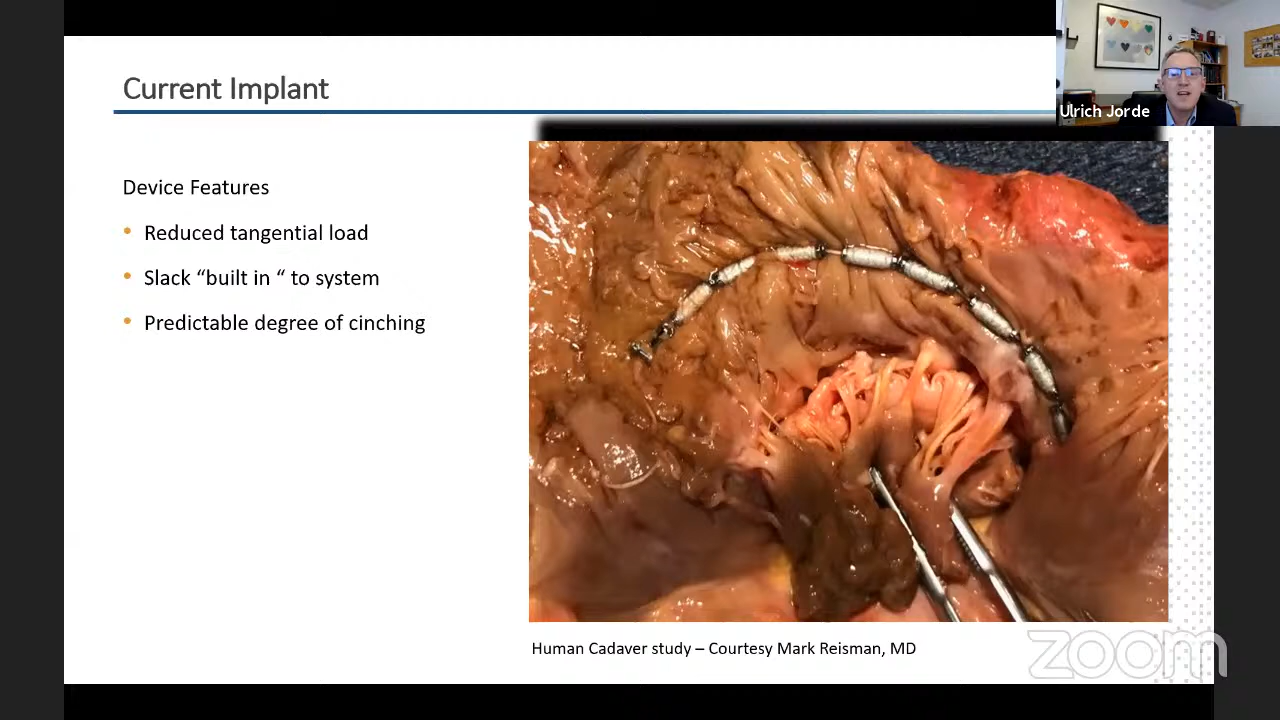 Current Implant
Ulrich Jorde
Device Features
• Reduced tangential load
• Slack “built in “ to system
• Predictable degree of cinching
Human Cadaver study – Courtesy Mark Reisman, MD
zoom